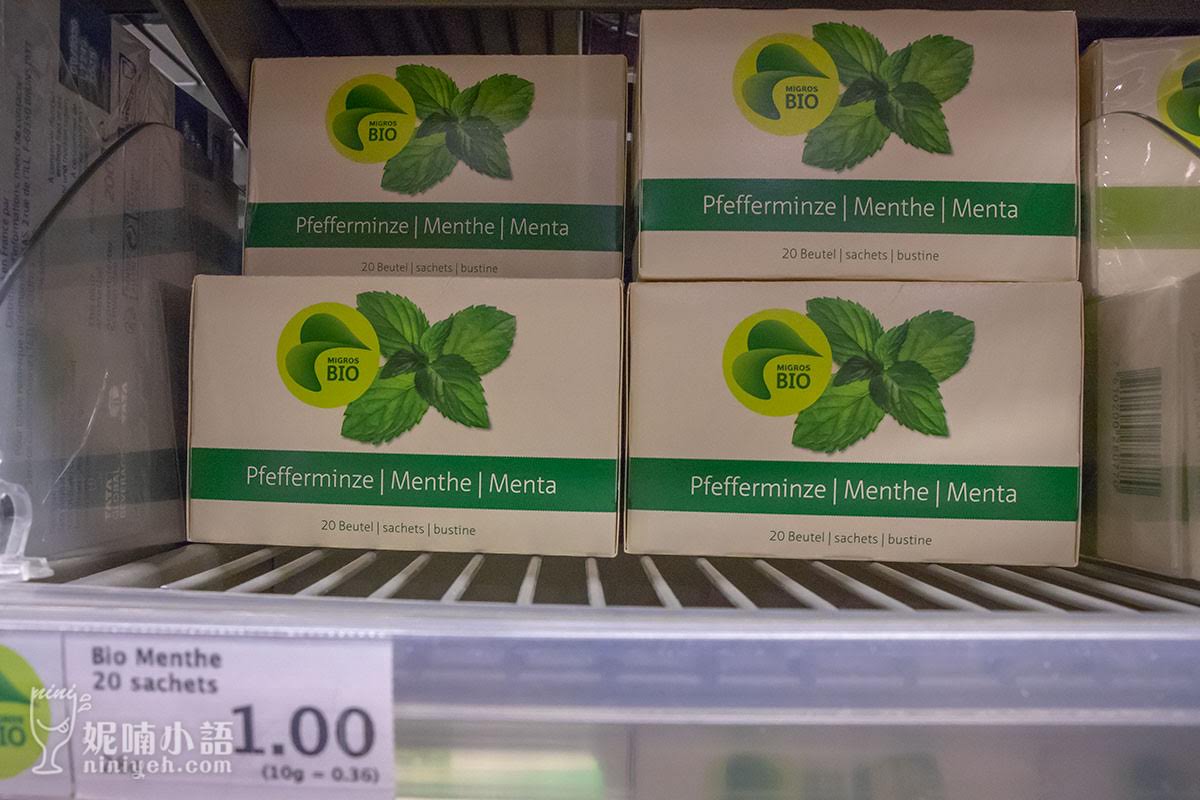 MIGROS
BIO
Pfefferminze | Menthe | Menta
20 Beutel | sachets | bustine
MIGROS
BIO
Pfefferminze | Menthe | Menta
20 Beutel | sachets | bustine
MIGROS
BIO
Pfefferminze | Menthe | Menta
20 Beutel | sachets | bustine
MIGROS
BIO
Pfefferminze | Menthe | Menta
20 Beutel | sachets | bustine
Bio Menthe
20 sachets
1.00
(10g = 0.36)
nini
妮喃小語
niniyeh.com